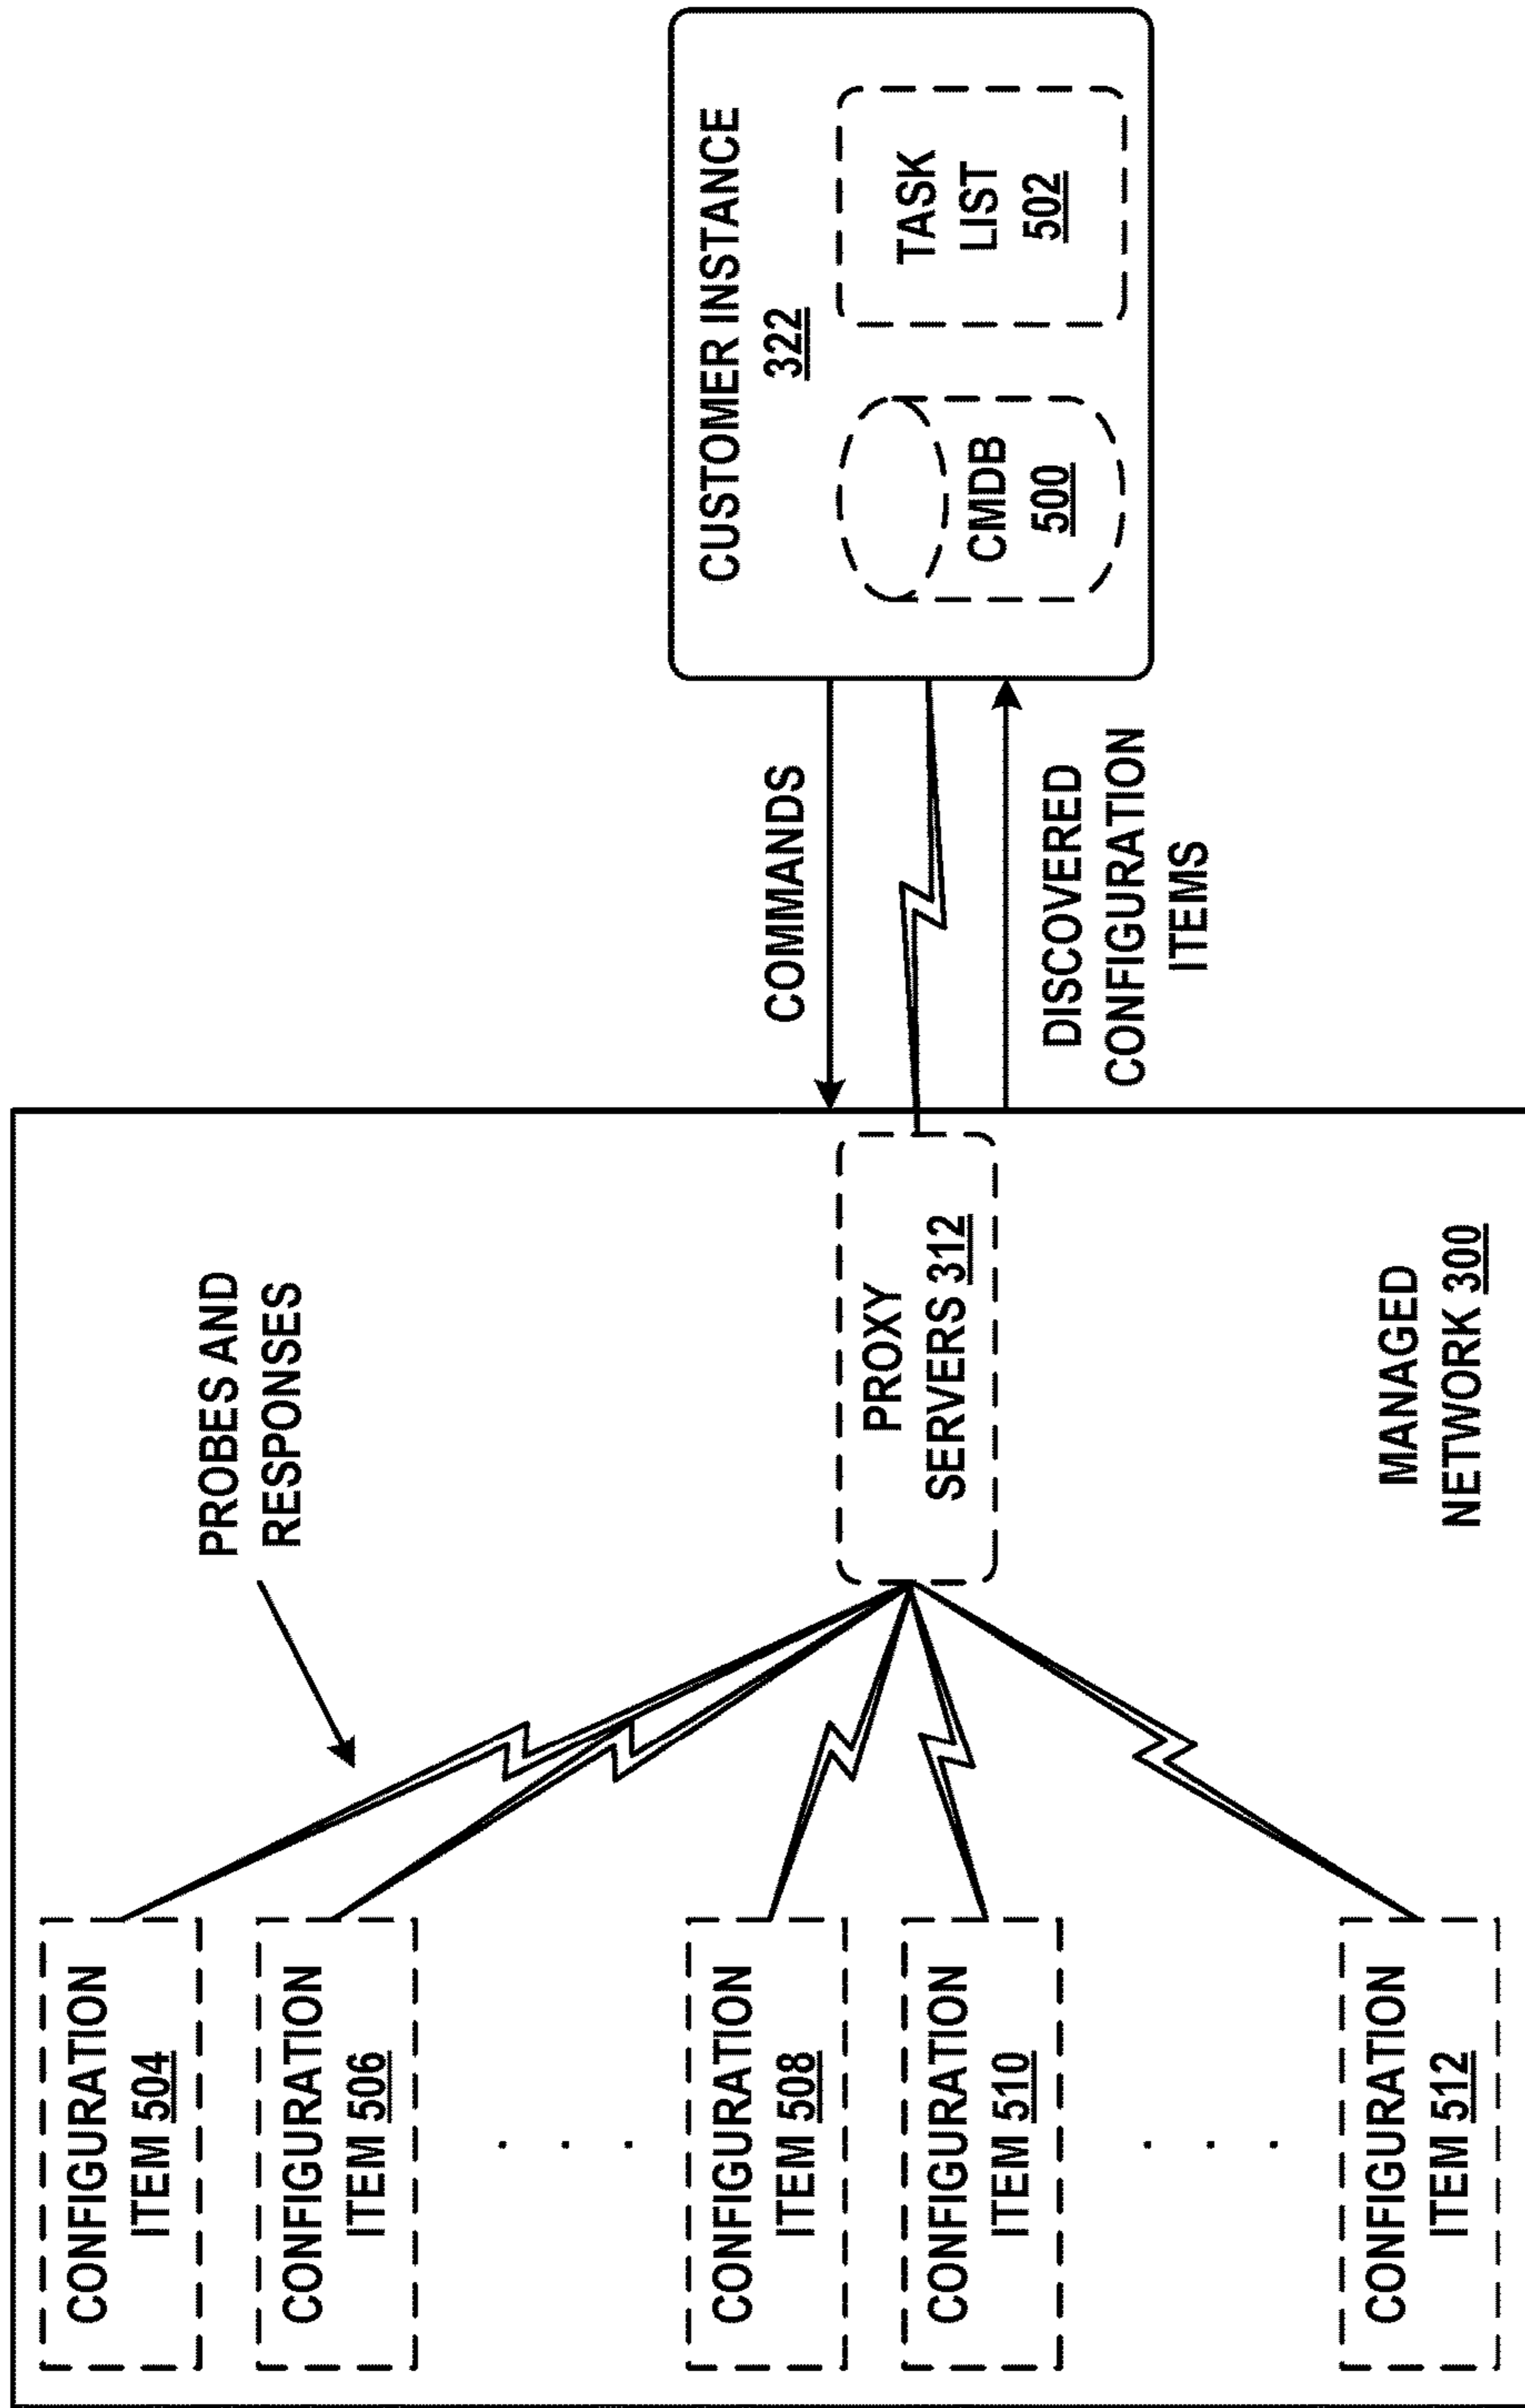 CONFIGURATION
ITEM 504
CONFIGURATION
ITEM 506
. . .
CONFIGURATION
ITEM 508
CONFIGURATION
ITEM 510
. . .
CONFIGURATION
ITEM 512
PROBES AND
RESPONSES
PROXY
SERVERS 312
MANAGED
NETWORK 300
COMMANDS
DISCOVERED
CONFIGURATION
ITEMS
CUSTOMER INSTANCE
322
CMDB
500
TASK
LIST
502